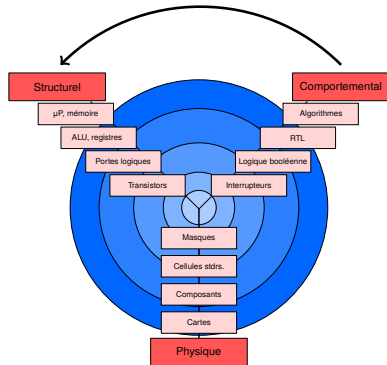 Structurel
Comportemental
µP, mémoire
Algorithmes
ALU, registres
RTL
Portes logiques
Logique booléenne
Transistors
Interrupteurs
Masques
Cellules stdrs.
Composants
Cartes
Physique